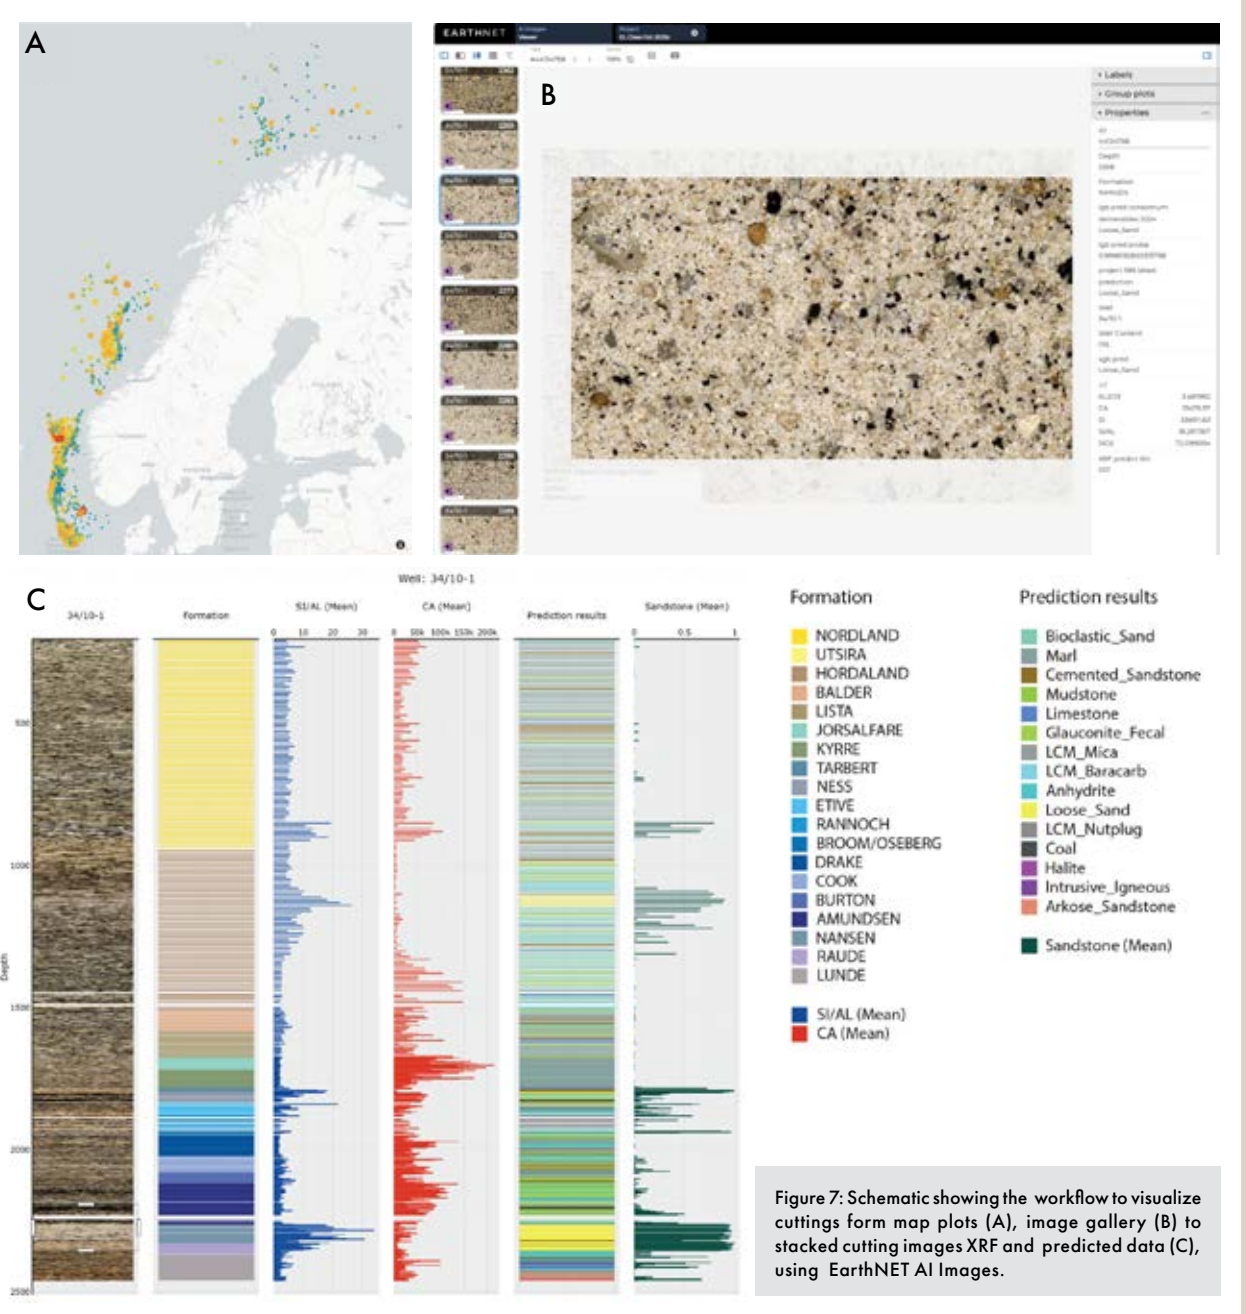 A
EARTHNET
B
Labels
Group plots
Properties
Depth
Formation
Loose_Sand
CA
C
Well: 34/10-1
34/10-1
Formation
SI/AL (Mean)
CA (Mean)
Prediction results
Sandstone (Mean)
0 10 20 30
0 50k 100k 150k 200k
0 0.5 1
500
1000
1500
2000
2500
Depth
Formation
NORDLAND
UTSIRA
HORDALAND
BALDER
LISTA
JORSALFARE
KYRRE
TARBERT
NESS
ETIVE
RANNOCH
BROOM/OSEBERG
DRAKE
COOK
BURTON
AMUNDSEN
NANSEN
RAUDE
LUNDE
SI/AL (Mean)
CA (Mean)
Prediction results
Bioclastic_Sand
Marl
Cemented_Sandstone
Mudstone
Limestone
Glauconite_Fecal
LCM_Mica
LCM_Baracarb
Anhydrite
Loose_Sand
LCM_Nutplug
Coal
Halite
Intrusive_Igneous
Arkose_Sandstone
Sandstone (Mean)
Figure 7: Schematic showing the workflow to visualize
cuttings form map plots (A), image gallery (B) to
stacked cutting images XRF and predicted data (C),
using EarthNET AI Images.